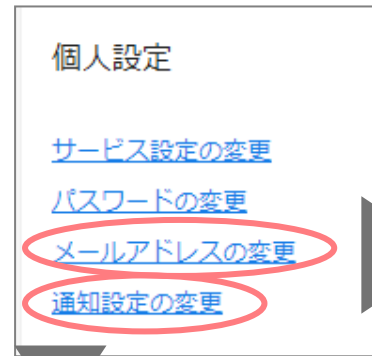 個人設定
サービス設定の変更
パスワードの変更
メールアドレスの変更
通知設定の変更